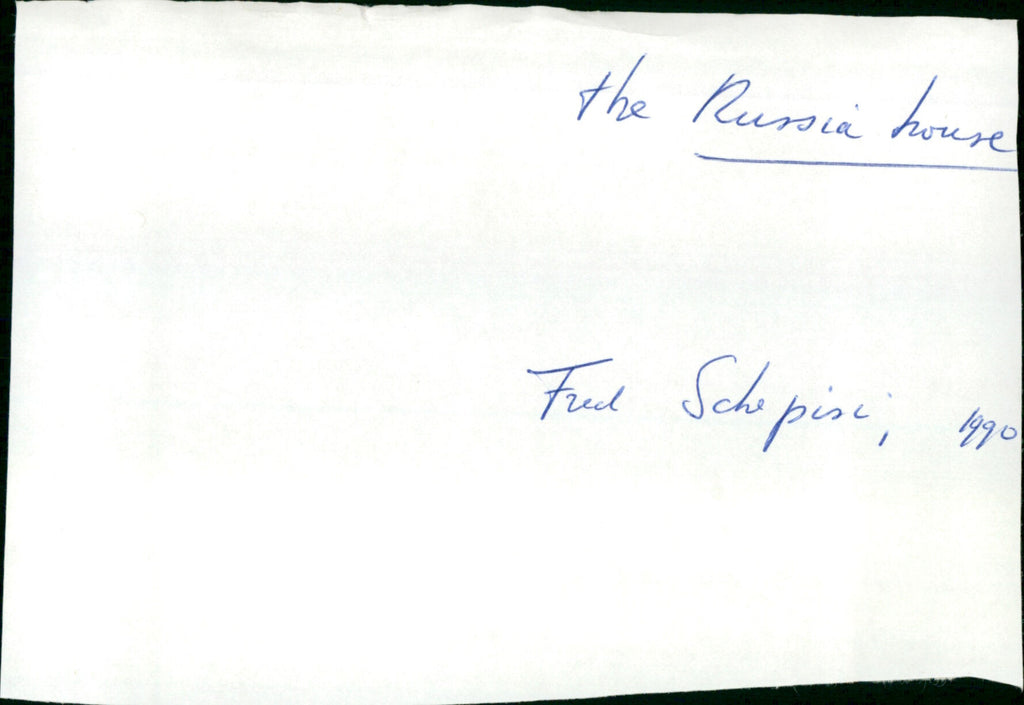 the Russia house
Fred Schepisi, 1990